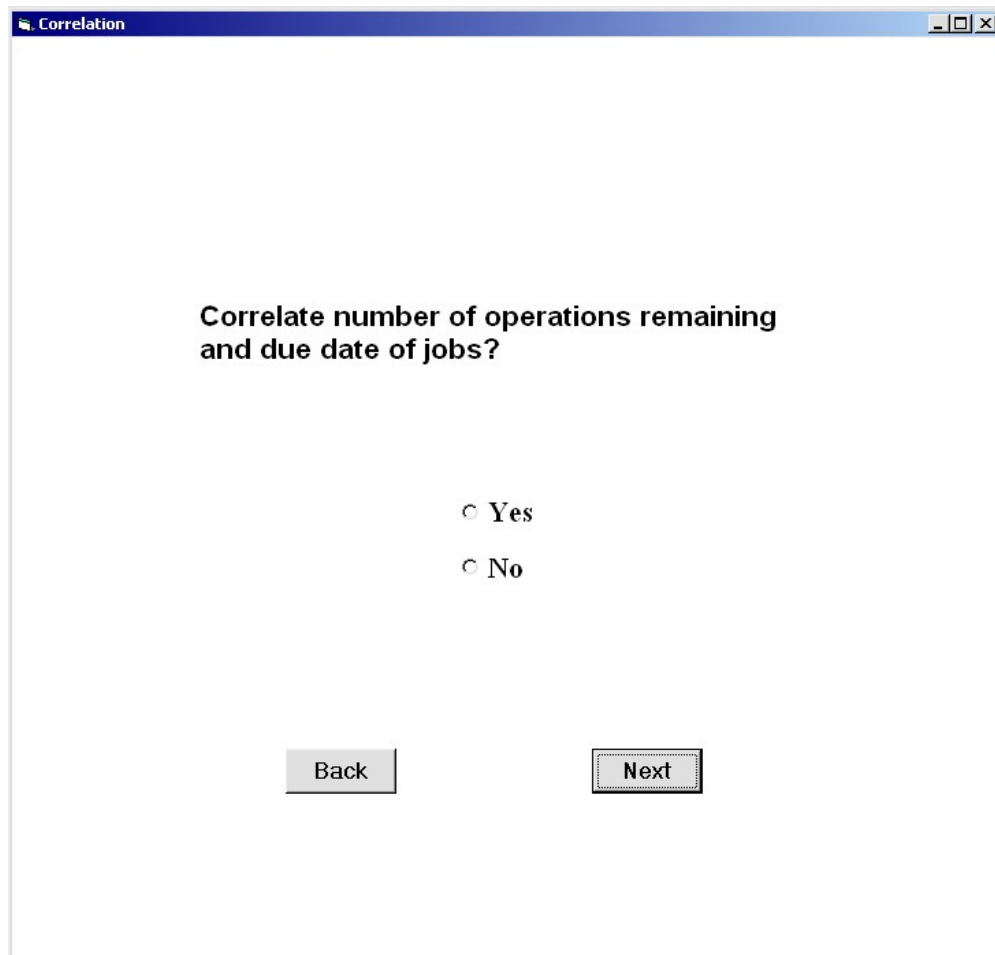 Correlation
Correlate number of operations remaining
and due date of jobs?
Yes
No
Back
Next